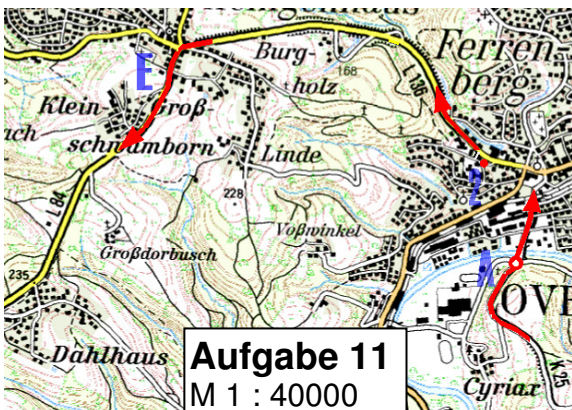 Burg-
holz
168
Ferren-
berg
L 136
E
Klein
Groß-
schnamborn
Linde
Z
228
Voßwinkel
L 84
Großdorbusch
A
235
OVE
Dahlhaus
K 25
Cyriax
Aufgabe 11
M 1 : 40000